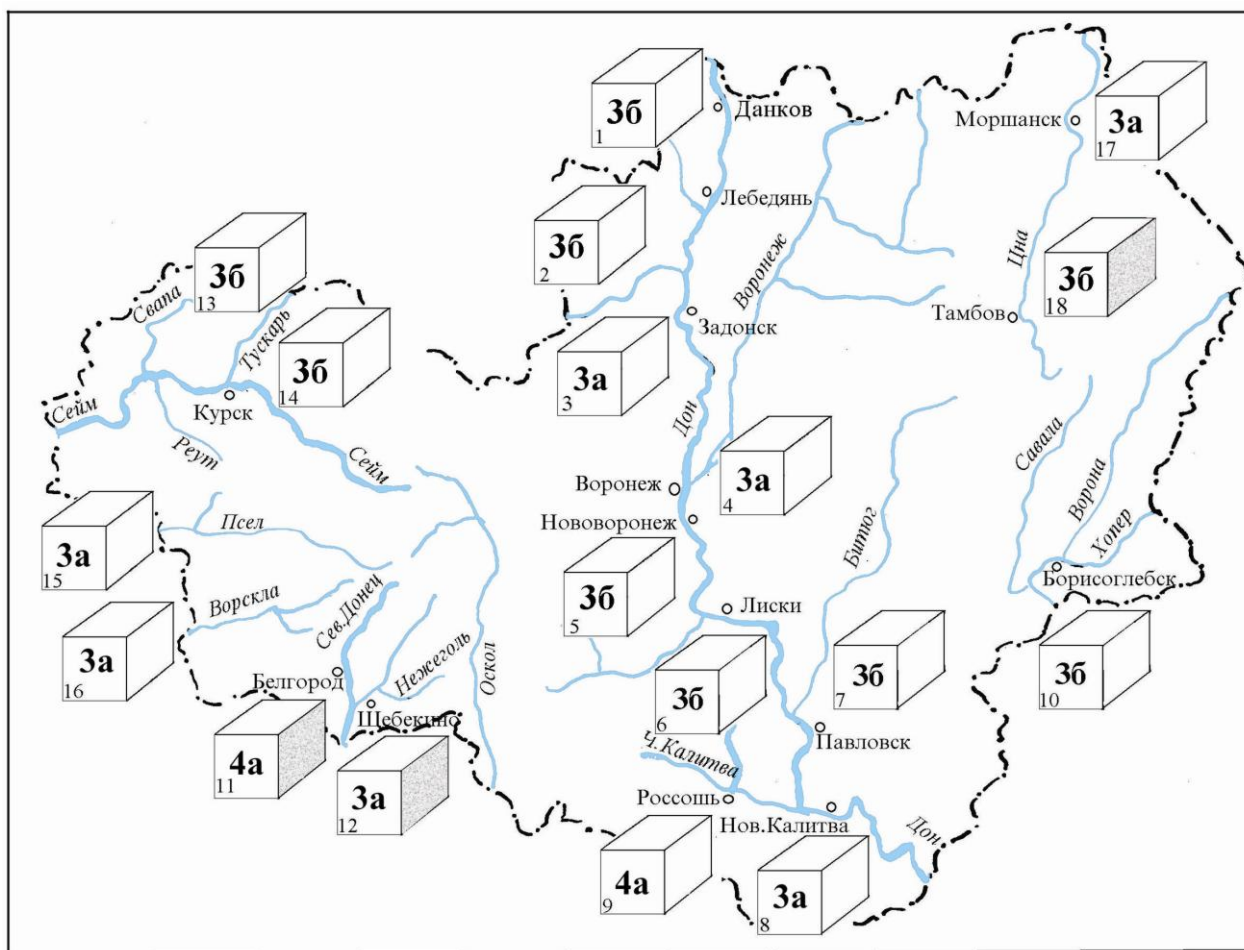 3б
1
Данков
Моршанск
3а
17
Лебедянь
3б
2
Воронеж
Цна
3б
18
3б
13
Свапа
Тускарь
Задонск
Тамбов
3б
14
3а
3
Сейм
Курск
Дон
Реут
Сейм
Савала
Ворона
Воронеж
3а
4
Нововоронеж
Битюг
Хопер
3а
15
Псел
Борисоглебск
3б
5
Лиски
Ворскла
Сев.Донец
Нежеголь
Оскол
3а
16
Белгород
3б
6
3б
7
3б
10
Щебекино
4а
11
3а
12
Павловск
Ч.Калитва
Россошь
Нов.Калитва
Дон
4а
9
3а
8